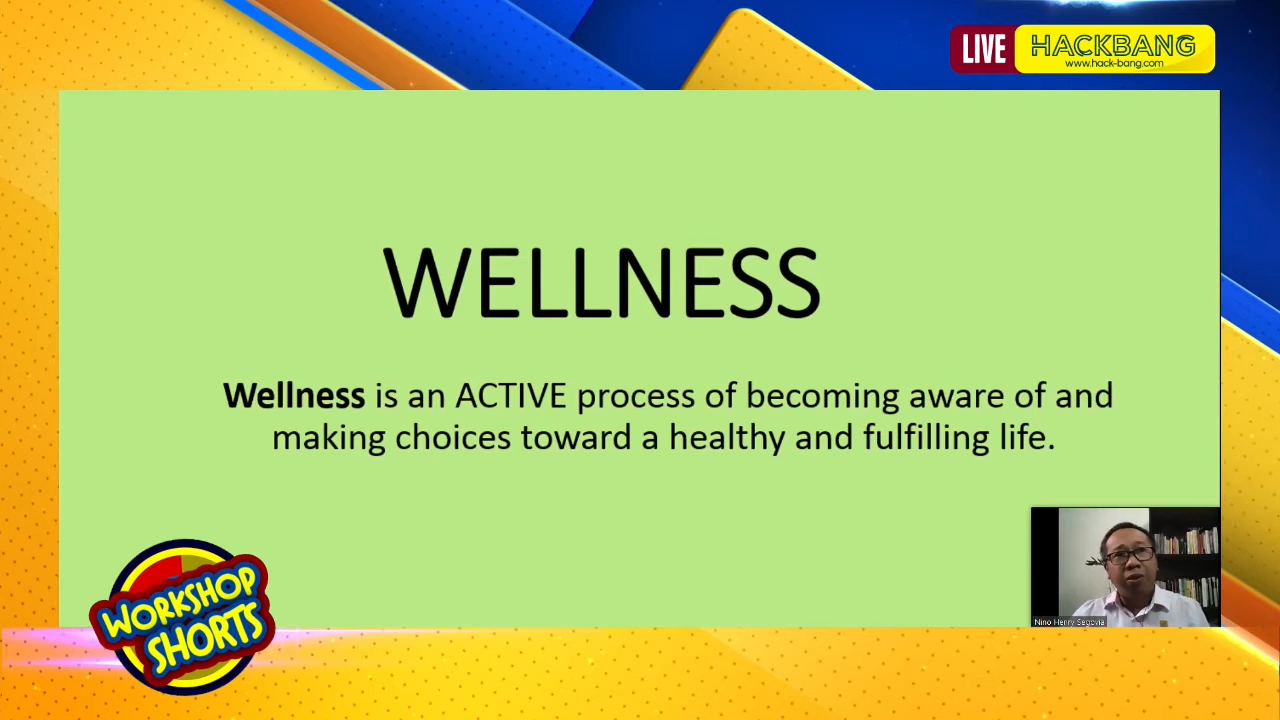 LIVE
HACKBANG
www.hack-bang.com
WELLNESS
Wellness is an ACTIVE process of becoming aware of and
making choices toward a healthy and fulfilling life.
WORKSHOP
SHORTS
Nino Henry Segovia